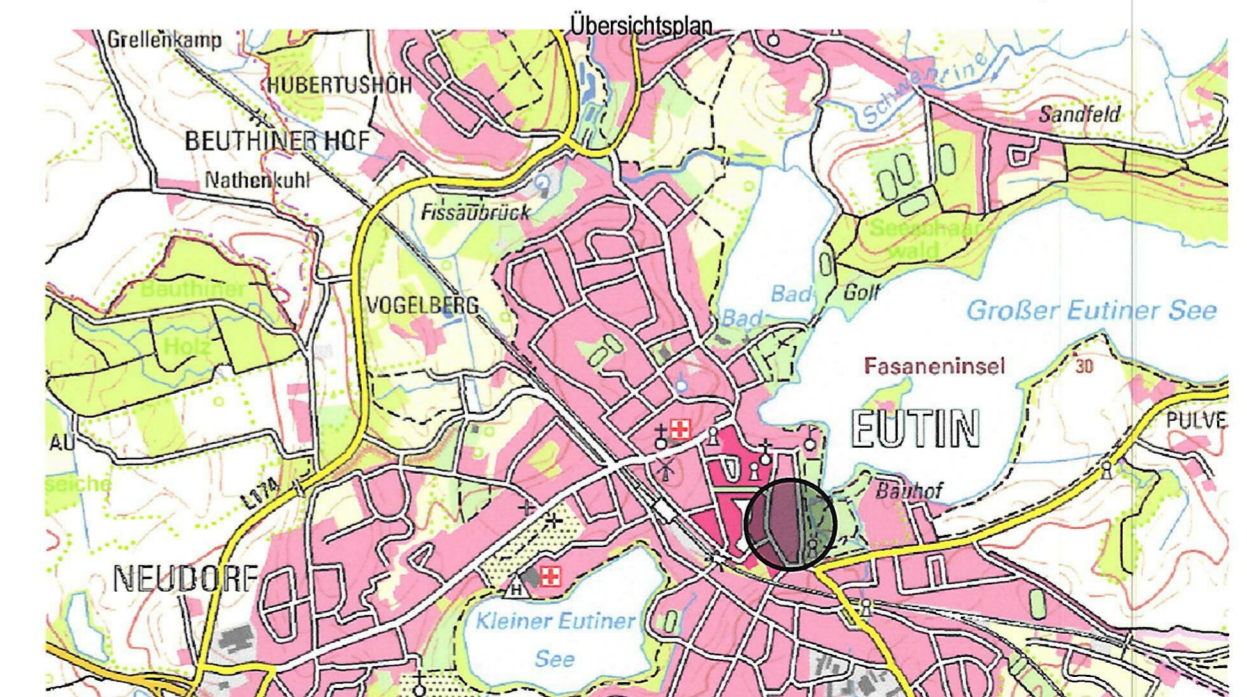 Übersichtsplan
Grellenkamp
HUBERTUSHÖH
Schwentine
Sandfeld
BEUTHINER HOF
Nathenkuhl
Fissaubrück
Seeschaar
wald
Beuthiner
Holz
VOGELBERG
Bad
Golf
Bad
Großer Eutiner See
Fasaneninsel
30
EUTIN
PULVE
AU
seiche
L174
Bauhof
NEUDORF
H
Kleiner Eutiner
See